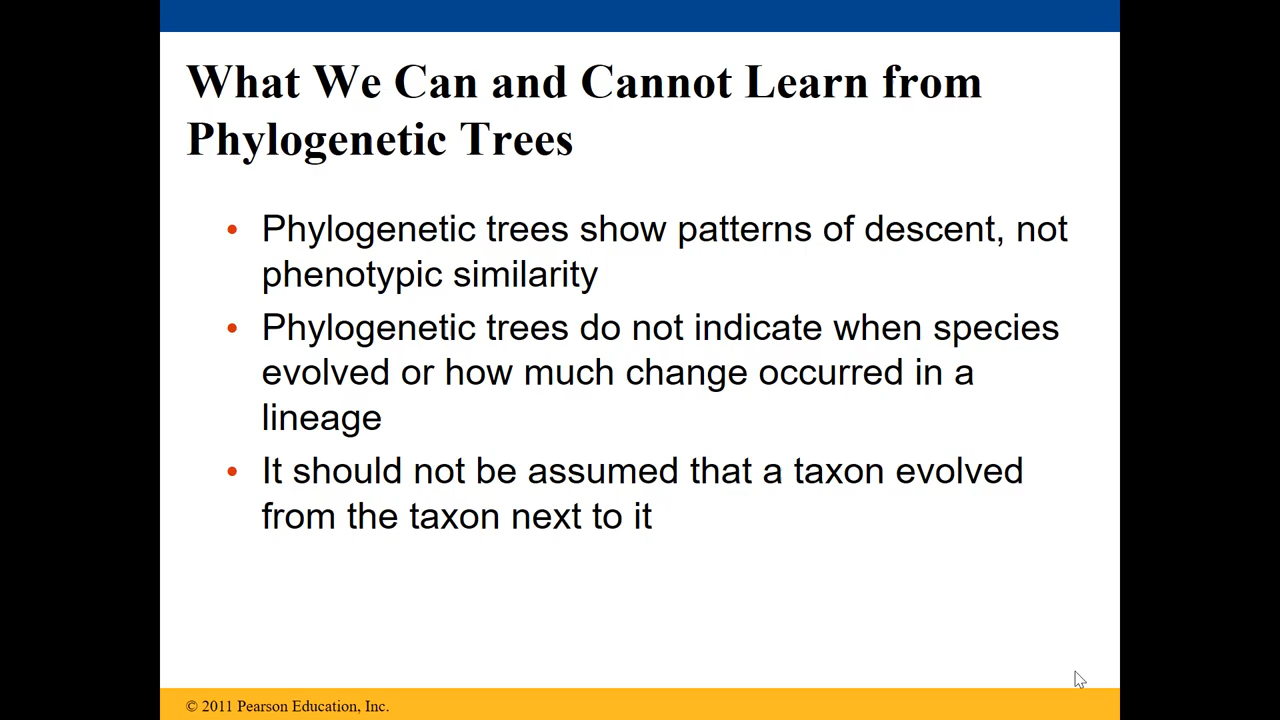 What We Can and Cannot Learn from
Phylogenetic Trees
• Phylogenetic trees show patterns of descent, not
phenotypic similarity
• Phylogenetic trees do not indicate when species
evolved or how much change occurred in a
lineage
• It should not be assumed that a taxon evolved
from the taxon next to it
© 2011 Pearson Education, Inc.